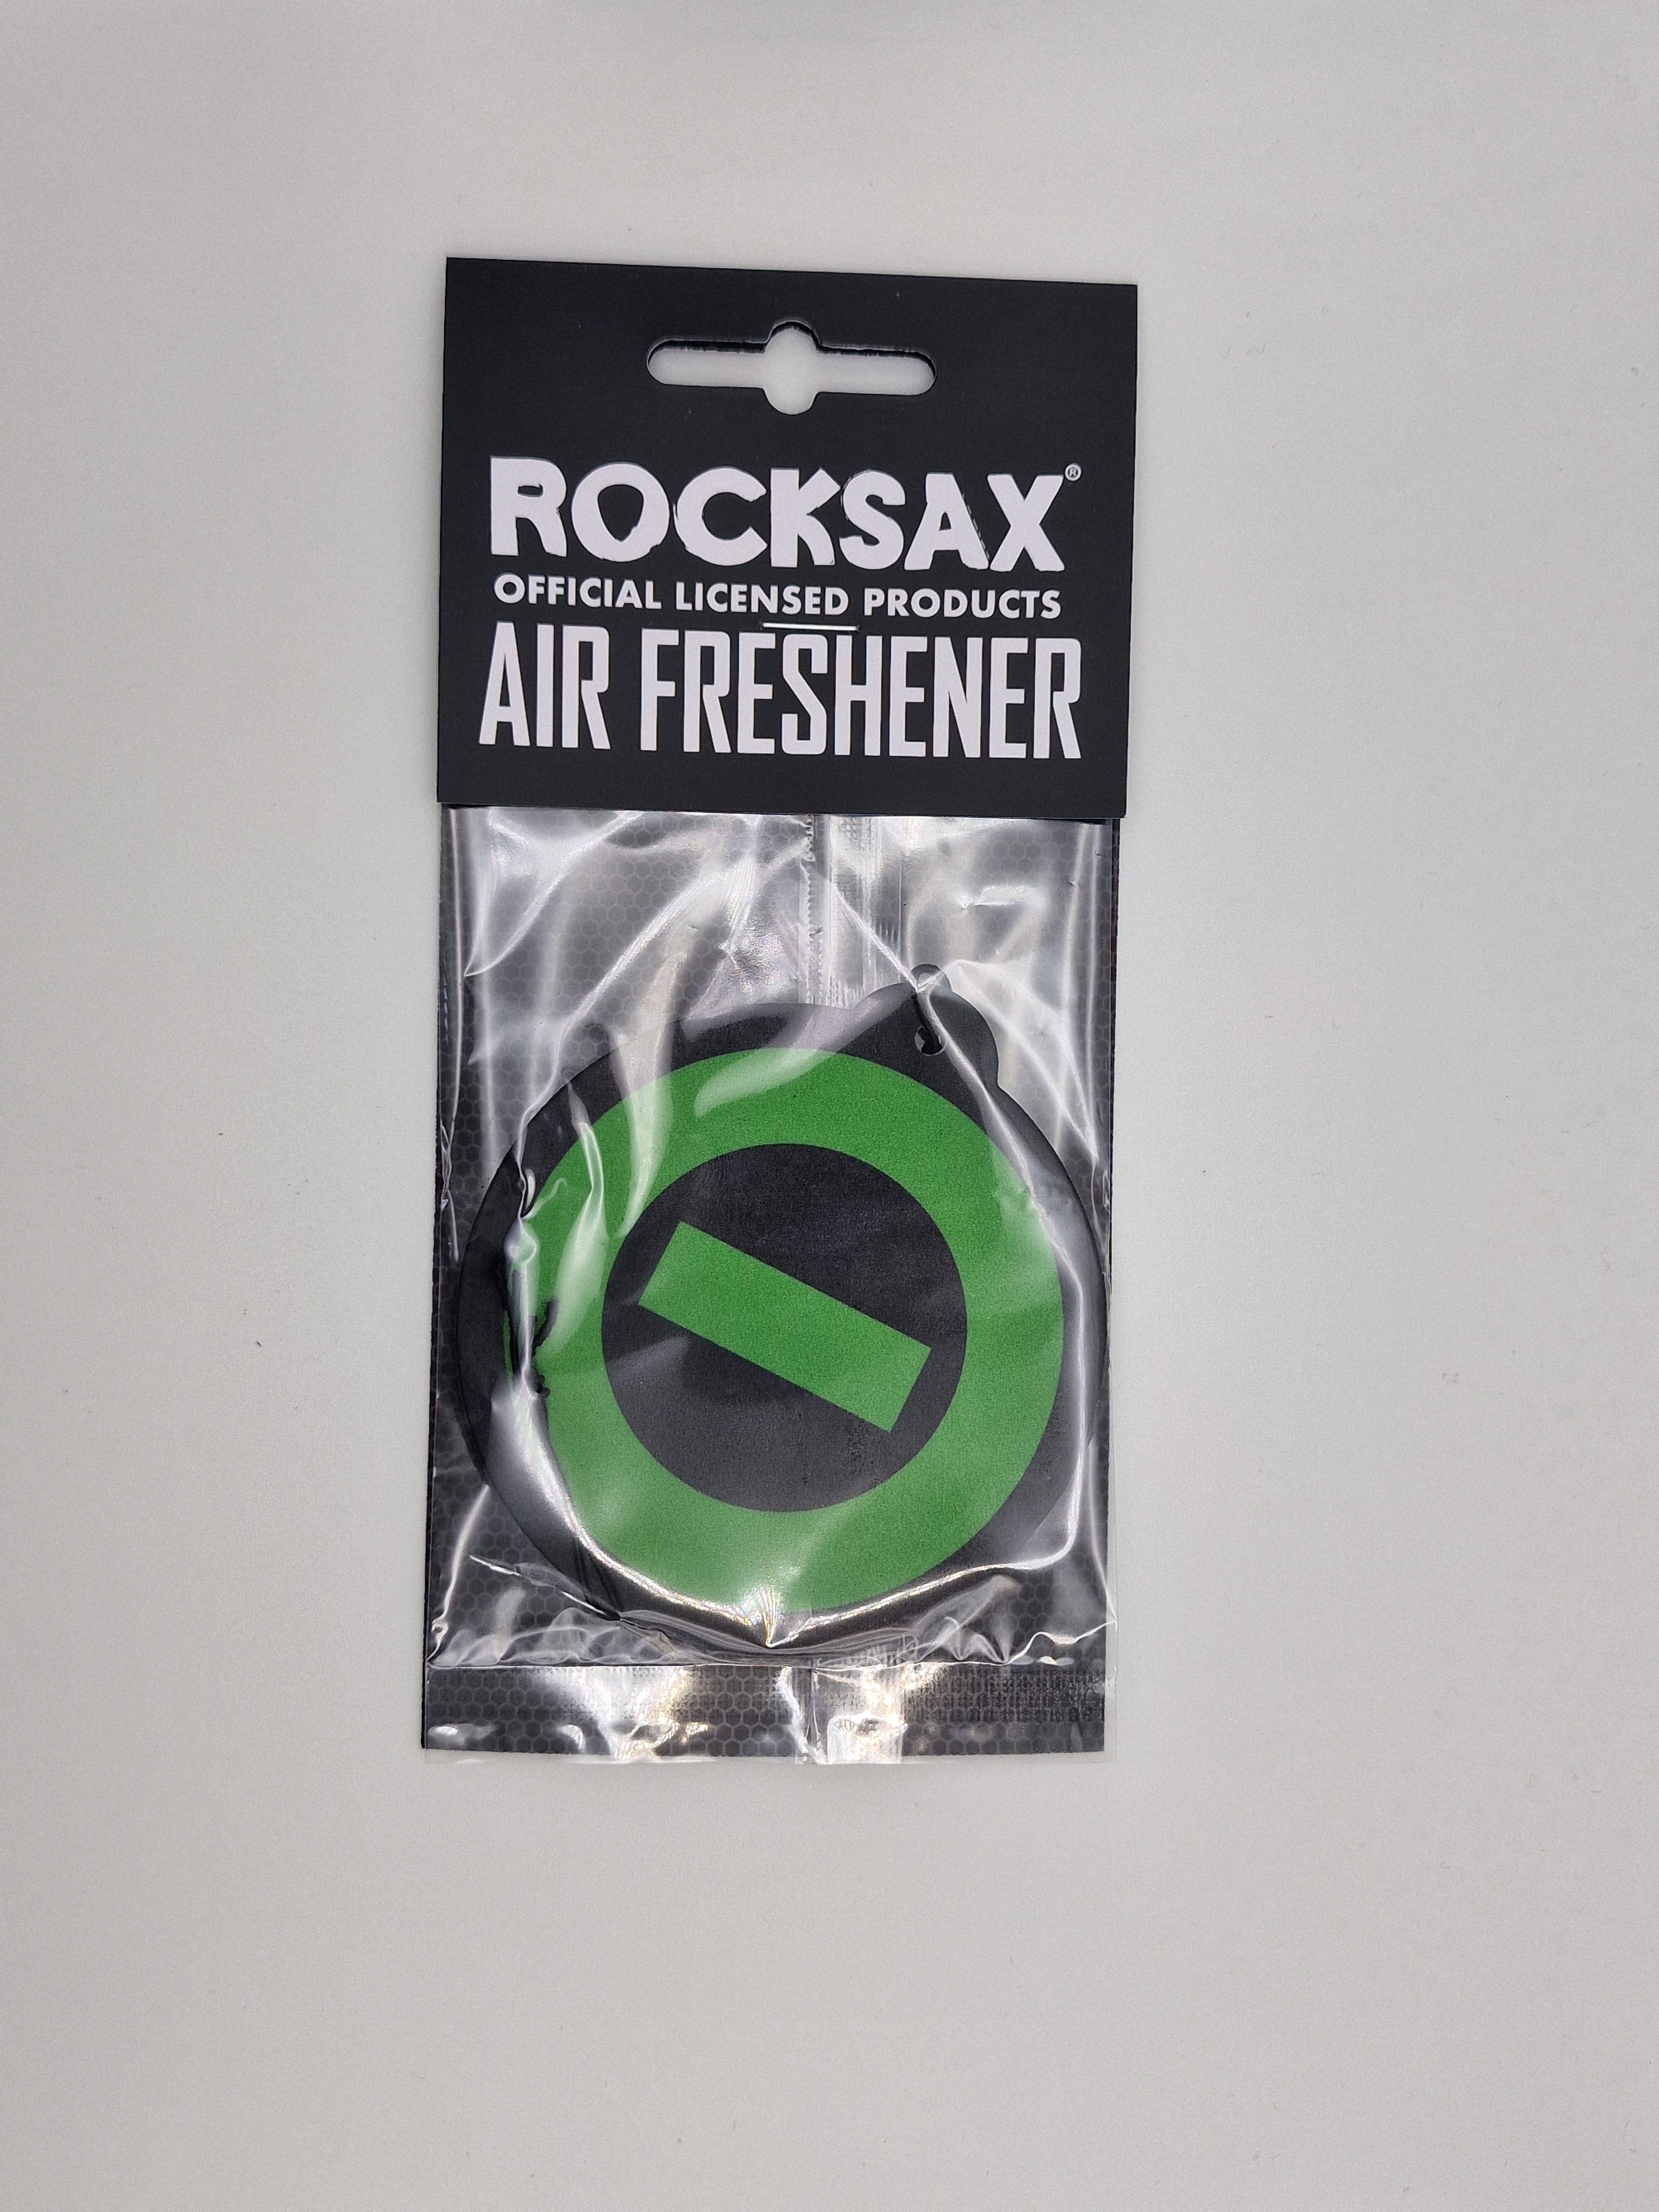 ROCKSAX®
OFFICIAL LICENSED PRODUCTS
AIR FRESHENER